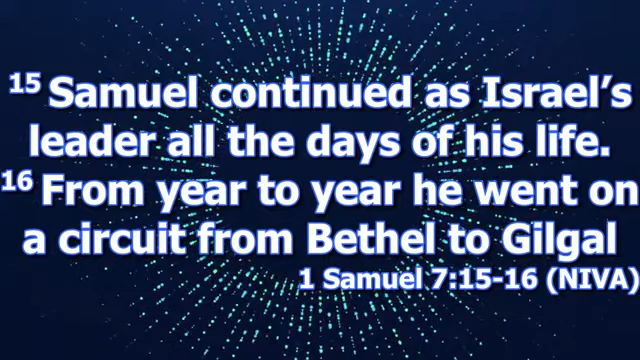 15 Samuel continued as Israel’s
leader all the days of his life.
16 From year to year he went on
a circuit from Bethel to Gilgal
1 Samuel 7:15-16 (NIVA)